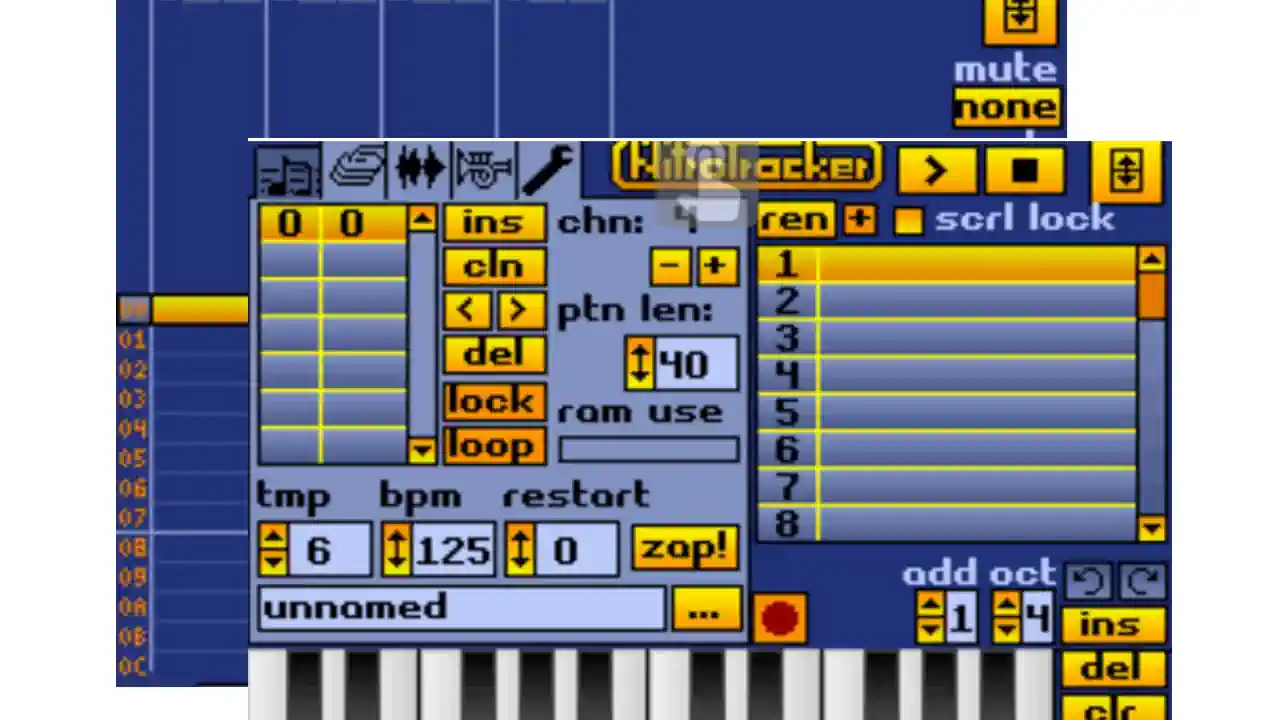 mute
none
NitroTracker
0 0
ins
chn: 4
ren + scrl lock
cln
- +
< >
ptn len:
del
40
lock
ram use
loop
1
2
3
4
5
6
7
8
00
01
02
03
04
05
06
07
08
09
0A
0B
0C
tmp bpm restart
6 125 0 zap!
unnamed ...
add oct
1 4
ins
del
clr